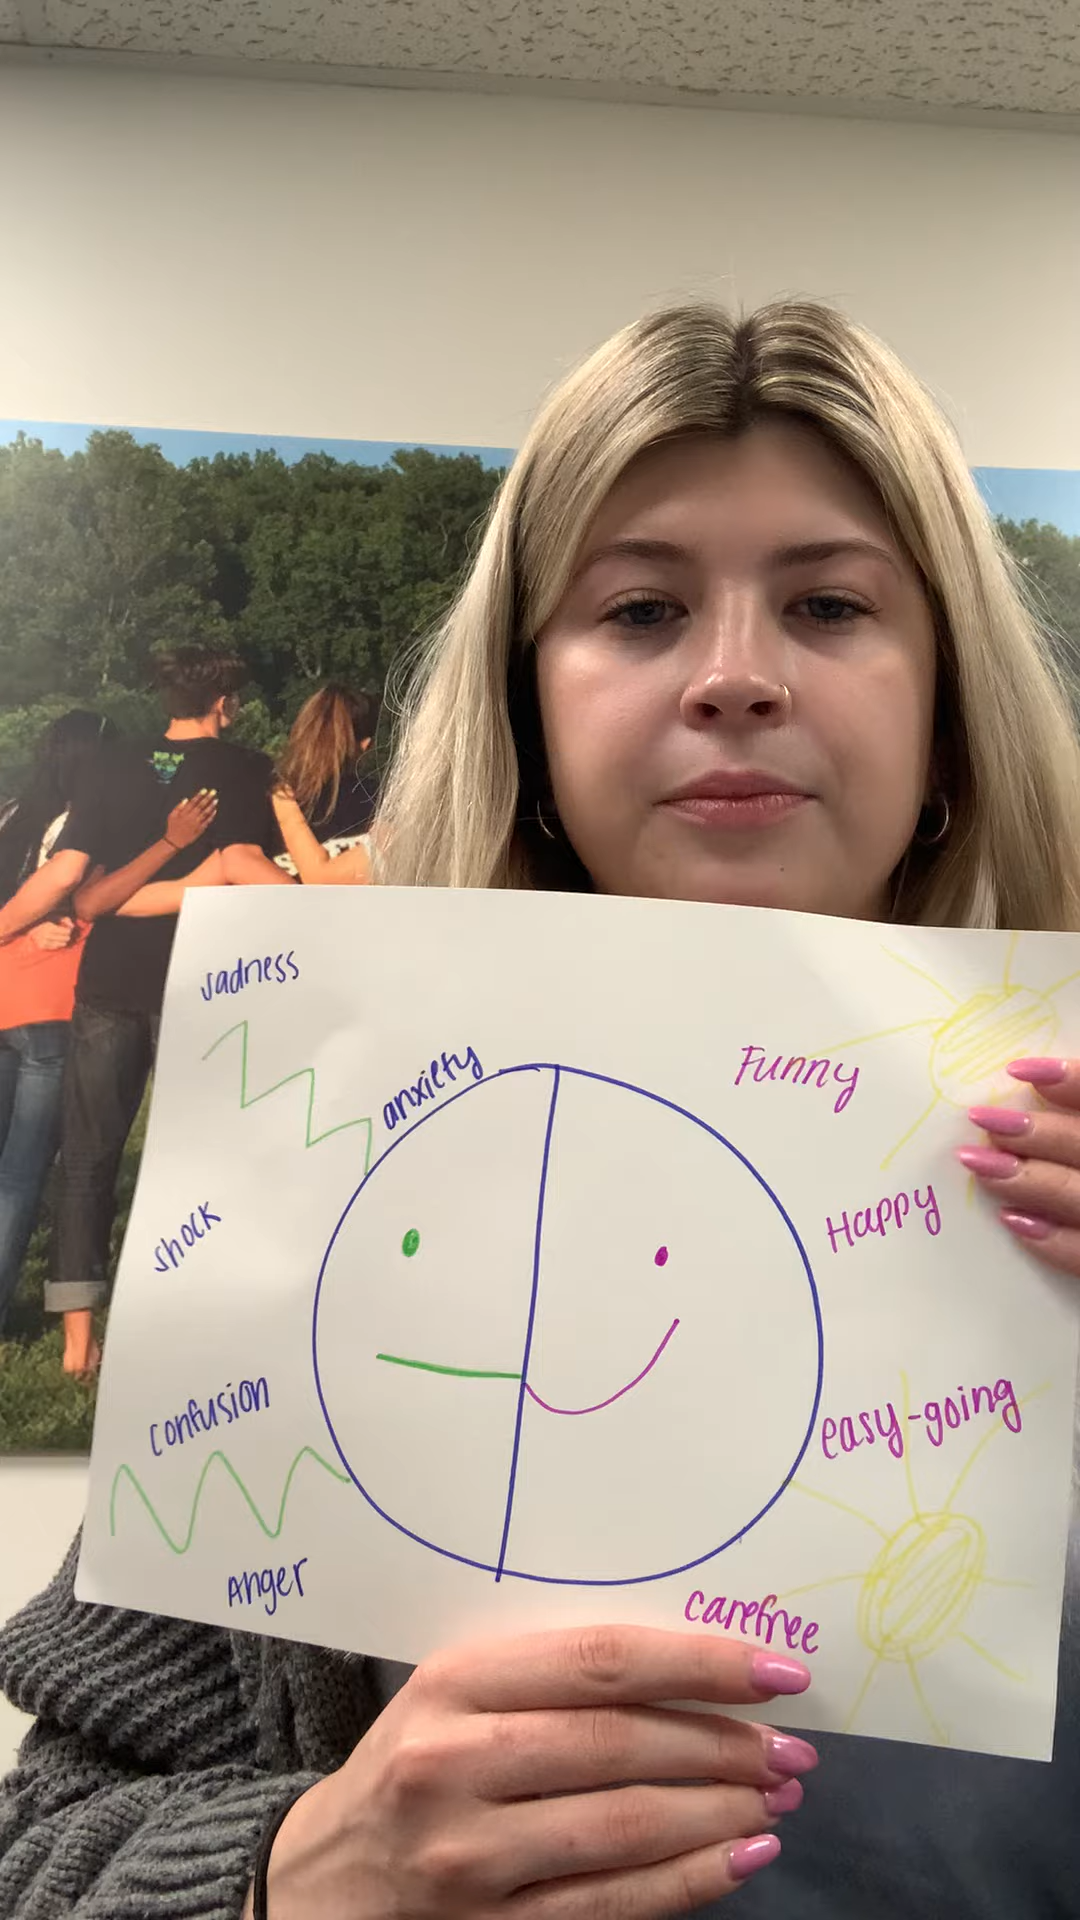 sadness
anxiety
shock
confusion
Anger
Funny
Happy
easy-going
carefree